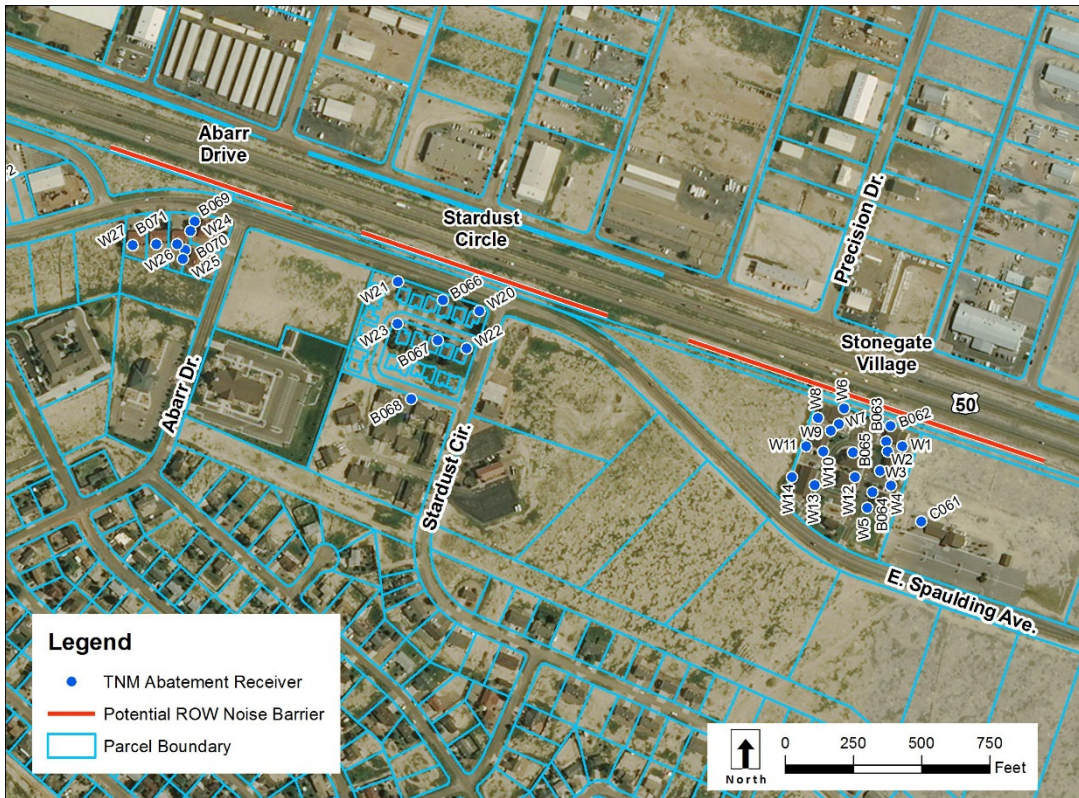 Abarr
Drive
Stardust
Circle
Precision Dr.
Stonegate
Village
50
2
W27
B071
B069
W24
W26
B070
W25
W21
B066
W20
W23
B067
W22
B068
Abarr Dr.
Stardust Cir.
W8
W6
W7
B063
B062
W9
W11
W10
B065
W1
W2
W3
W14
W13
W12
W5
B064
W4
C061
E. Spaulding Ave.
Legend
TNM Abatement Receiver
Potential ROW Noise Barrier
Parcel Boundary
North
0 250 500 750
Feet